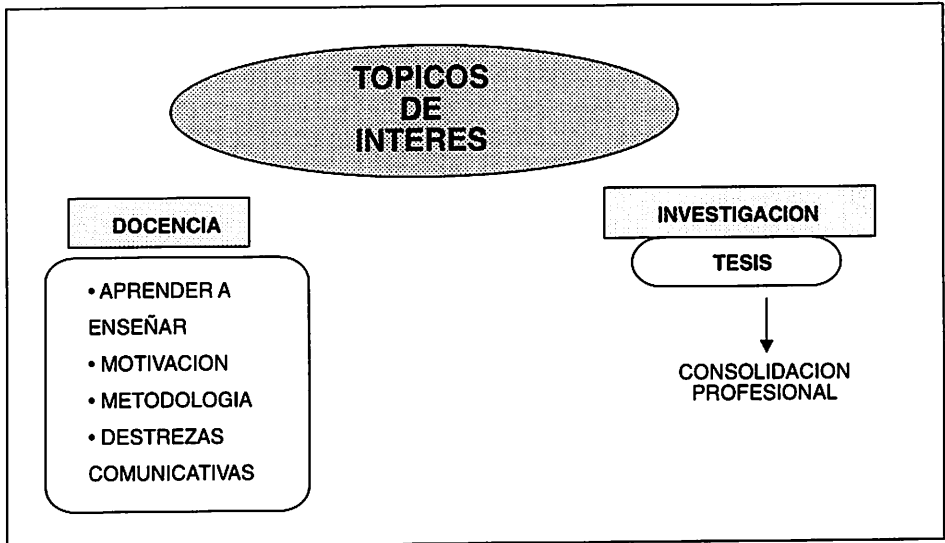 TOPICOS
DE
INTERES
DOCENCIA
• APRENDER A
ENSEÑAR
• MOTIVACION
• METODOLOGIA
• DESTREZAS
COMUNICATIVAS
INVESTIGACION
TESIS
CONSOLIDACION
PROFESIONAL